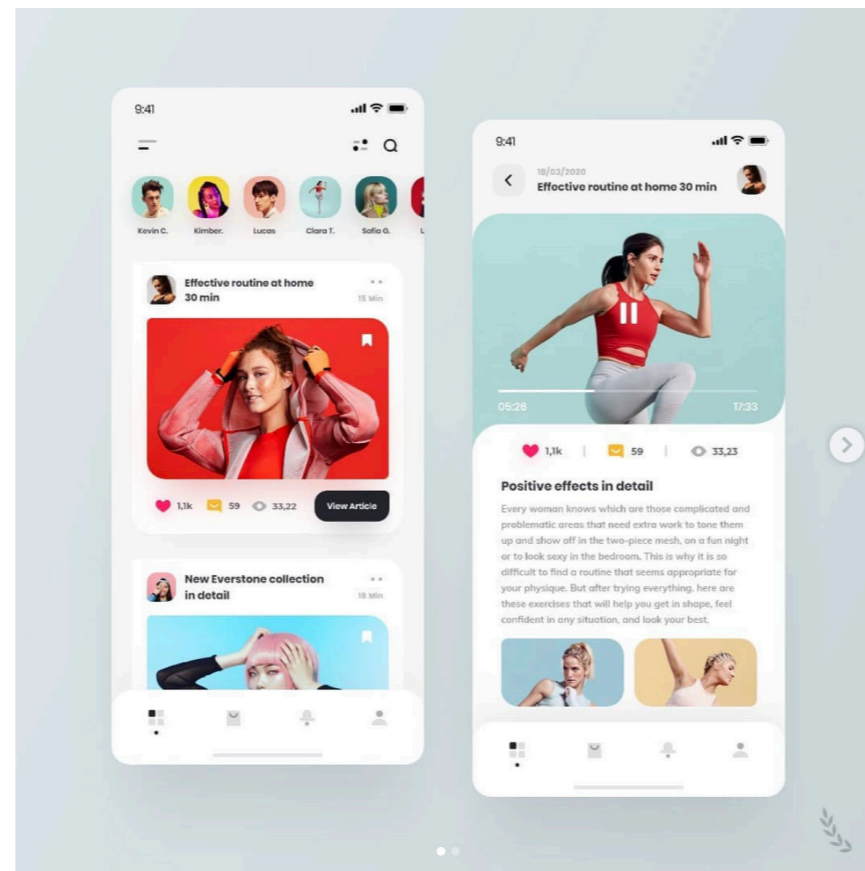 9:41
Kevin C.
Kimber.
Lucas
Clara T.
Sofia G.
L
Effective routine at home
30 min
15 Min
1,1k
59
33,22
View Article
New Everstone collection
in detail
18 Min
9:41
18/03/2020
Effective routine at home 30 min
05:26
17:33
1,1k
59
33,23
Positive effects in detail
Every woman knows which are those complicated and
problematic areas that need extra work to tone them
up and show off in the two-piece mesh, on a fun night
or to look sexy in the bedroom. This is why it is so
difficult to find a routine that seems appropriate for
your physique. But after trying everything, here are
these exercises that will help you get in shape, feel
confident in any situation, and look your best.